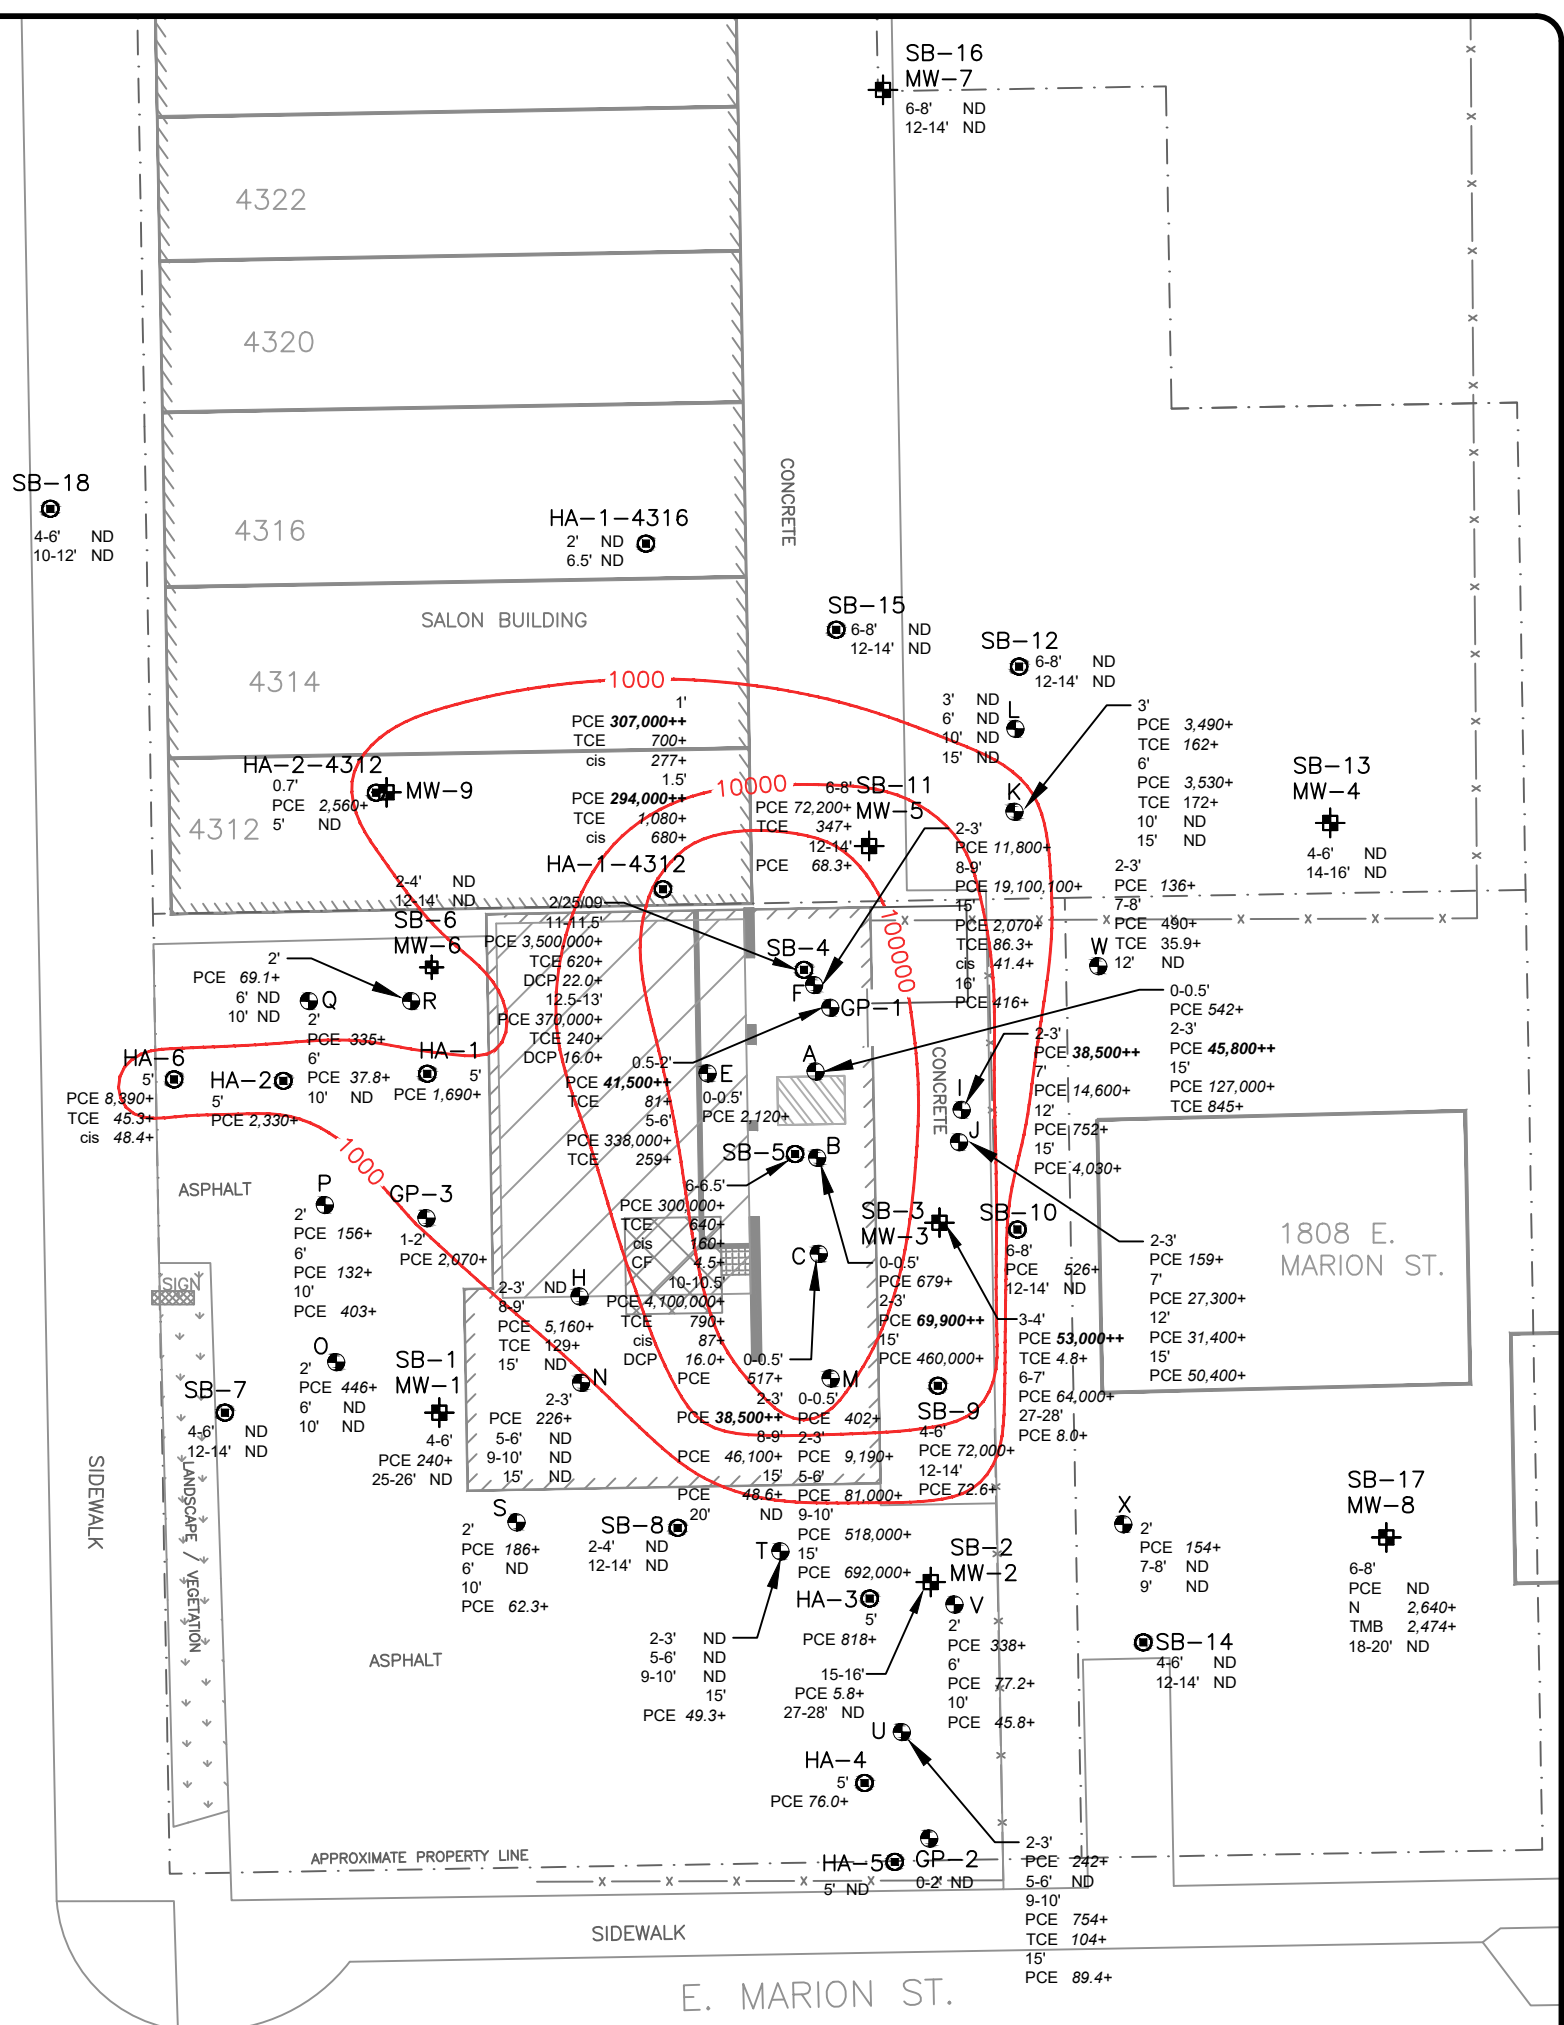 SB-16
MW-7
6-8' ND
12-14' ND
4322
4320
4316
4314
4312
SALON BUILDING
CONCRETE
SB-18
4-6' ND
10-12' ND
HA-1-4316
2' ND
6.5' ND
SB-15
6-8' ND
12-14' ND
SB-12
6-8' ND
12-14' ND
3' ND
6' ND
10' ND
15' ND
L
1000
1'
PCE 307,000++
TCE 700+
cis 277+
1.5'
PCE 294,000++
TCE 1,080+
cis 680+
HA-1-4312
3'
PCE 3,490+
TCE 162+
6'
PCE 3,530+
TCE 172+
10' ND
15' ND
K
SB-13
MW-4
4-6' ND
14-16' ND
HA-2-4312
0.7'
PCE 2,560+
5' ND
MW-9
10000
SB-11
MW-5
6-8'
PCE 72,200+
TCE 347+
12-14'
PCE 68.3+
2-3'
PCE 11,800+
8-9'
PCE 19,100,100+
15'
PCE 2,070+
TCE 86.3+
cis 41.4+
16'
PCE 416+
2-3'
PCE 136+
7-8'
PCE 490+
TCE 35.9+
12' ND
W
2-4' ND
12-14' ND
SB-6
MW-6
2/25/09
11-11.5'
PCE 3,500,000+
TCE 620+
DCP 22.0+
12.5-13'
PCE 370,000+
TCE 240+
DCP 16.0+
SB-4
F
GP-1
100000
2'
PCE 69.1+
6' ND
10' ND
Q
R
2'
PCE 335+
6'
PCE 37.8+
10' ND
HA-6
5'
PCE 8,390+
TCE 45.3+
cis 48.4+
HA-2
5'
PCE 2,330+
HA-1
5'
PCE 1,690+
0.5-2'
PCE 41,500++
TCE 81+
5-6'
PCE 338,000+
TCE 259+
E
0-0.5'
PCE 2,120+
A
0-0.5'
PCE 542+
2-3'
PCE 45,800++
15'
PCE 127,000+
TCE 845+
CONCRETE
2-3'
PCE 38,500++
7'
PCE 14,600+
12'
PCE 752+
15'
PCE 4,030+
I
J
1000
SB-5
B
6-6.5'
PCE 300,000+
TCE 640+
cis 160+
CF 4.5+
10-10.5'
PCE 4,100,000+
TCE 790+
cis 87+
DCP 16.0+
ASPHALT
P
2'
PCE 156+
6'
PCE 132+
10'
PCE 403+
GP-3
1-2'
PCE 2,070+
SB-3
MW-3
SB-10
6-8'
PCE 526+
12-14' ND
2-3'
PCE 159+
7'
PCE 27,300+
12'
PCE 31,400+
15'
PCE 50,400+
1808 E.
MARION ST.
C
0-0.5'
PCE 679+
2-3'
PCE 69,900++
15'
PCE 460,000+
3-4'
PCE 53,000++
TCE 4.8+
6-7'
PCE 64,000+
27-28'
PCE 8.0+
SIGN
H
2-3' ND
8-9'
PCE 5,160+
TCE 129+
15' ND
N
2-3'
PCE 226+
5-6' ND
9-10' ND
15' ND
0-0.5'
PCE 517+
2-3'
PCE 38,500++
8-9'
PCE 46,100+
15'
PCE 48.6+
20' ND
M
0-0.5'
PCE 402+
2-3'
PCE 9,190+
5-6'
PCE 81,000+
9-10'
PCE 518,000+
15'
PCE 692,000+
SB-9
4-6'
PCE 72,000+
12-14'
PCE 72.6+
O
2'
PCE 446+
6' ND
10' ND
SB-7
4-6' ND
12-14' ND
SB-1
MW-1
4-6'
PCE 240+
25-26' ND
SIDEWALK
LANDSCAPE / VEGETATION
S
2'
PCE 186+
6' ND
10'
PCE 62.3+
SB-8
2-4' ND
12-14' ND
T
2-3' ND
5-6' ND
9-10' ND
15'
PCE 49.3+
HA-3
5'
PCE 818+
SB-2
MW-2
15-16'
PCE 5.8+
27-28' ND
V
2'
PCE 338+
6'
PCE 77.2+
10'
PCE 45.8+
X
2'
PCE 154+
7-8' ND
9' ND
SB-14
4-6' ND
12-14' ND
SB-17
MW-8
6-8'
PCE ND
N 2,640+
TMB 2,474+
18-20' ND
ASPHALT
U
HA-4
5'
PCE 76.0+
2-3'
PCE 242+
5-6' ND
9-10'
PCE 754+
TCE 104+
15'
PCE 89.4+
APPROXIMATE PROPERTY LINE
HA-5
5' ND
GP-2
0-2' ND
SIDEWALK
E. MARION ST.